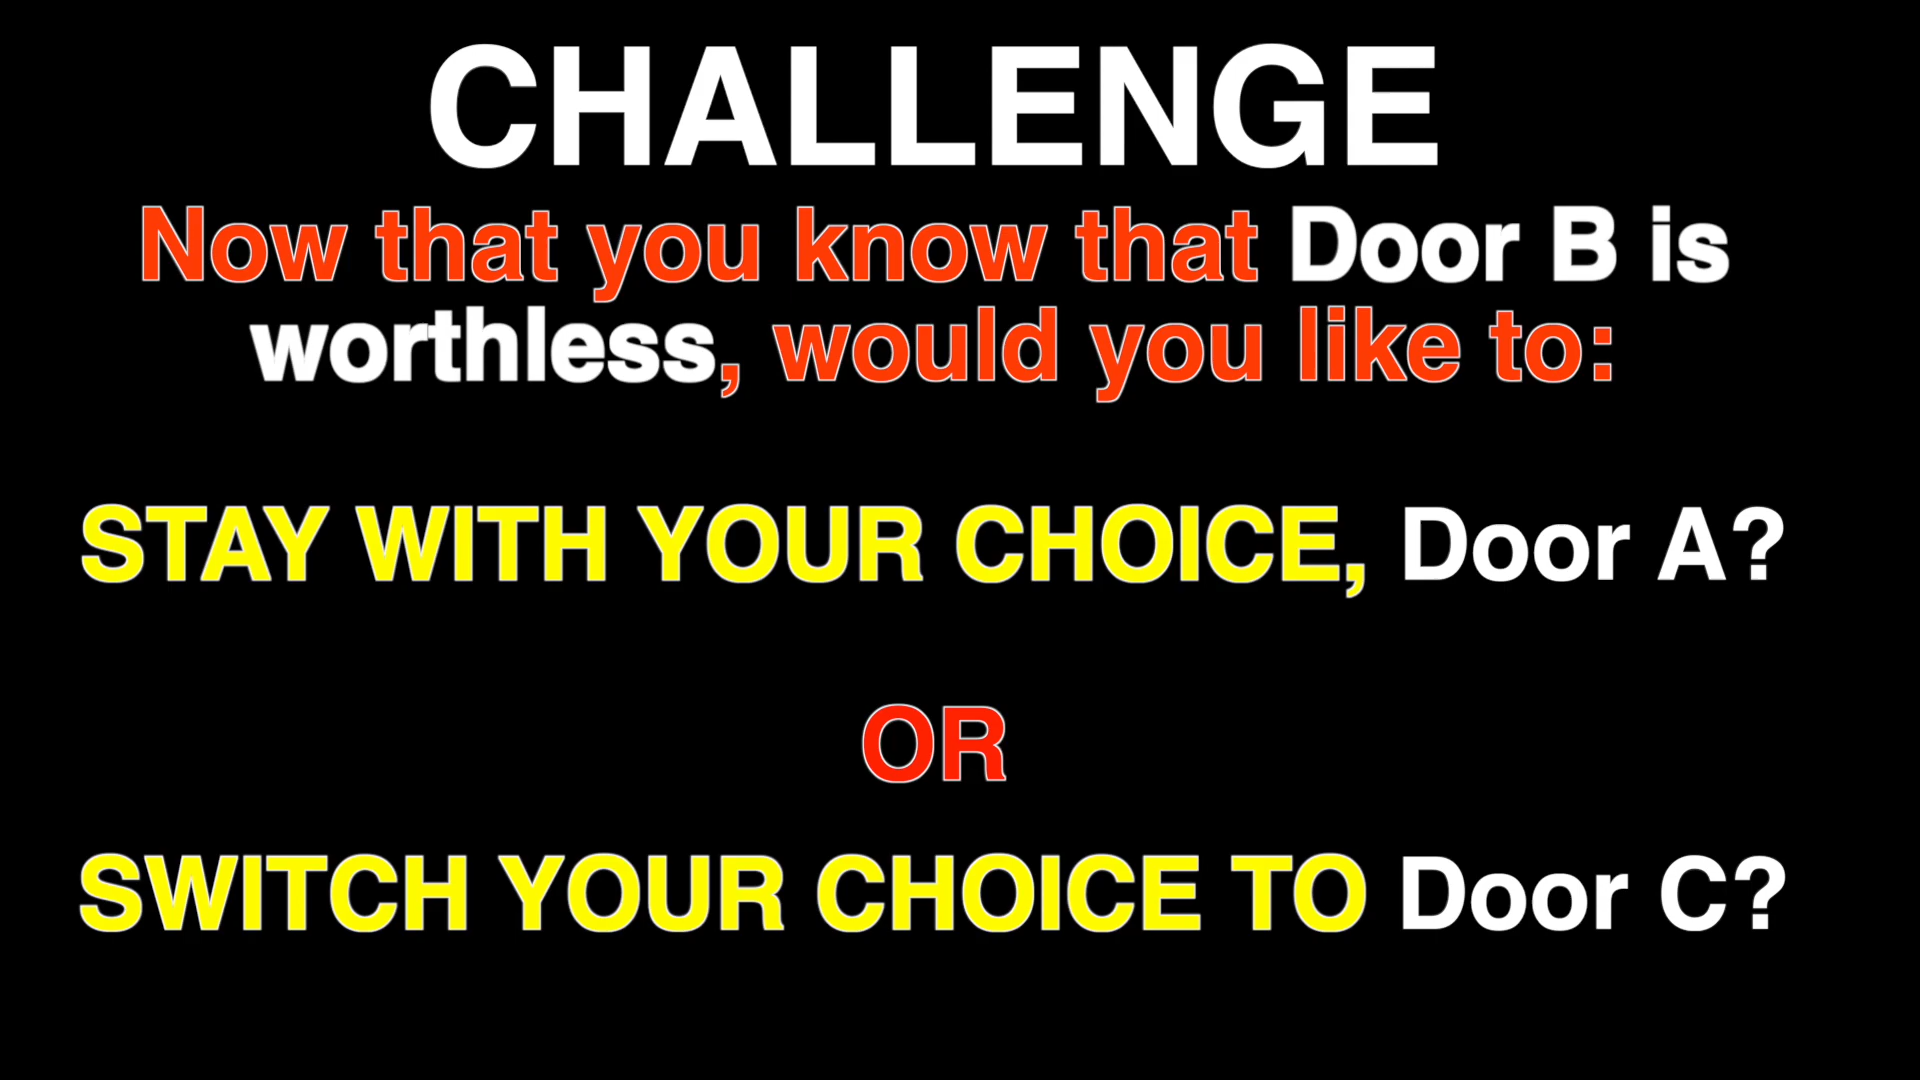 CHALLENGE
Now that you know that Door B is
worthless, would you like to:
STAY WITH YOUR CHOICE, Door A?
OR
SWITCH YOUR CHOICE TO Door C?